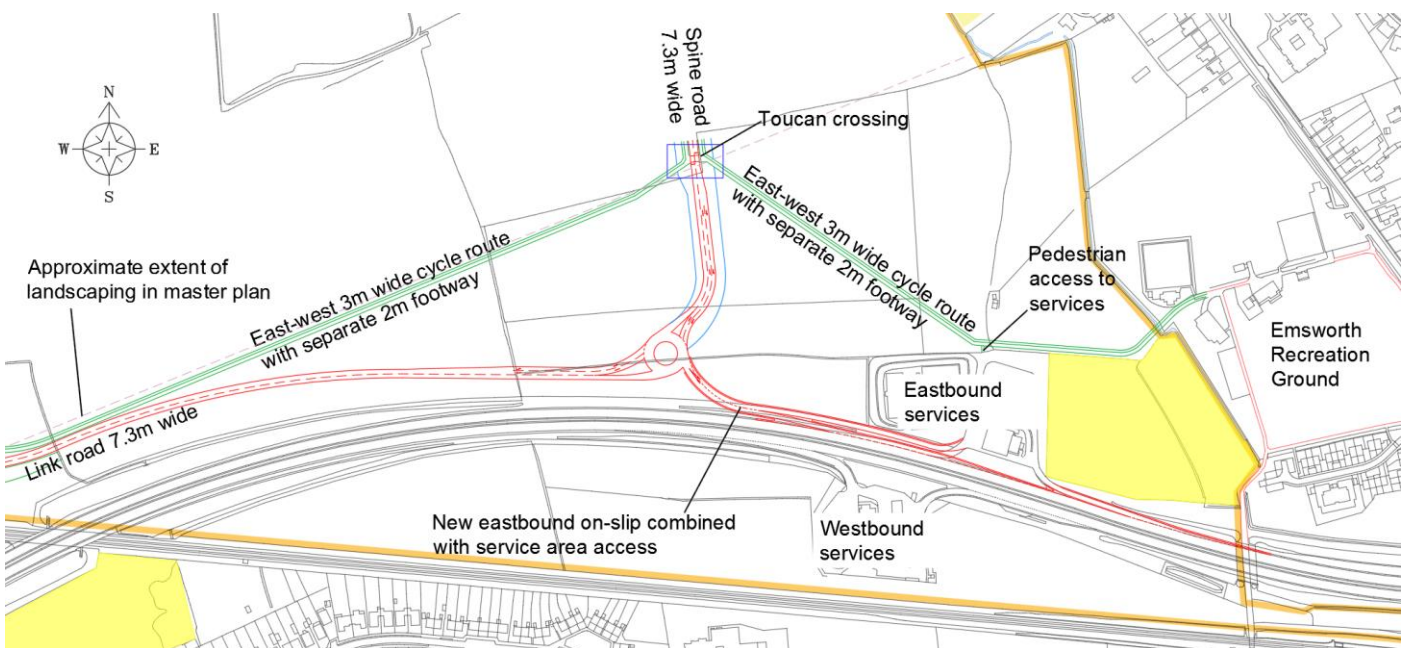 Spine road
7.3m wide
Toucan crossing
N
W
E
S
East-west 3m wide cycle route
with separate 2m footway
East-west 3m wide cycle route
with separate 2m footway
Approximate extent of
landscaping in master plan
Pedestrian
access to
services
Emsworth
Recreation
Ground
Eastbound
services
Link road 7.3m wide
New eastbound on-slip combined
with service area access
Westbound
services